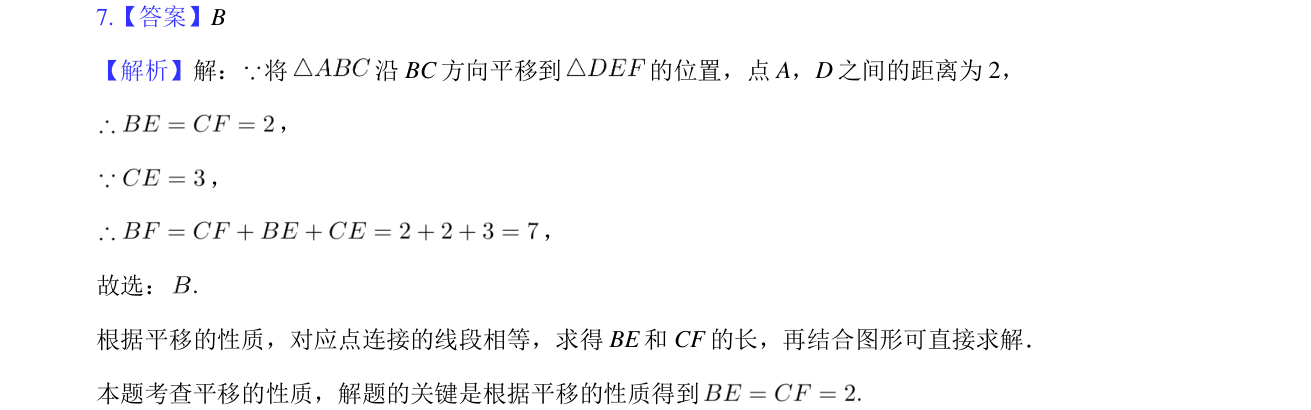 7.【答案】B
【解析】解：∵将△ABC沿BC方向平移到△DEF的位置，点A，D之间的距离为2，
∴BE=CF=2，
∵CE=3，
∴BF=CF+BE+CE=2+2+3=7，
故选：B.
根据平移的性质，对应点连接的线段相等，求得BE和CF的长，再结合图形可直接求解．
本题考查平移的性质，解题的关键是根据平移的性质得到BE=CF=2.